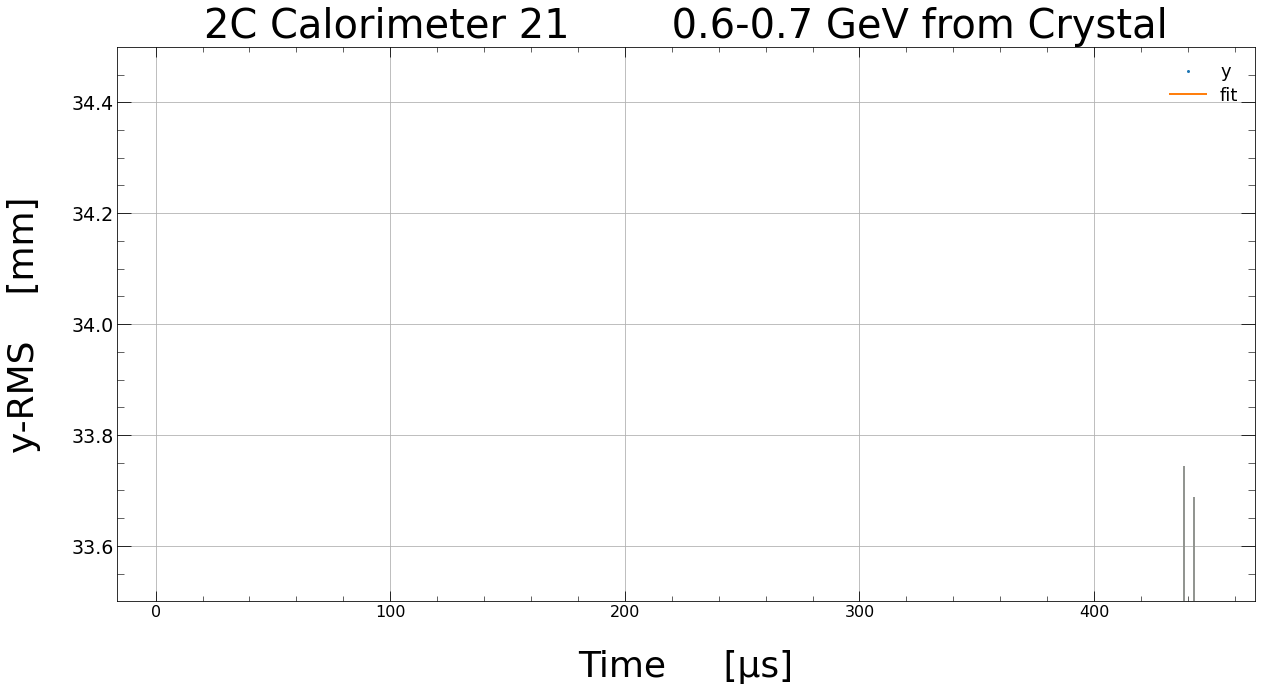 2C Calorimeter 21 0.6-0.7 GeV from Crystal
y
fit
34.4
34.2
34.0
33.8
33.6
y-RMS [mm]
0 100 200 300 400
Time [μs]